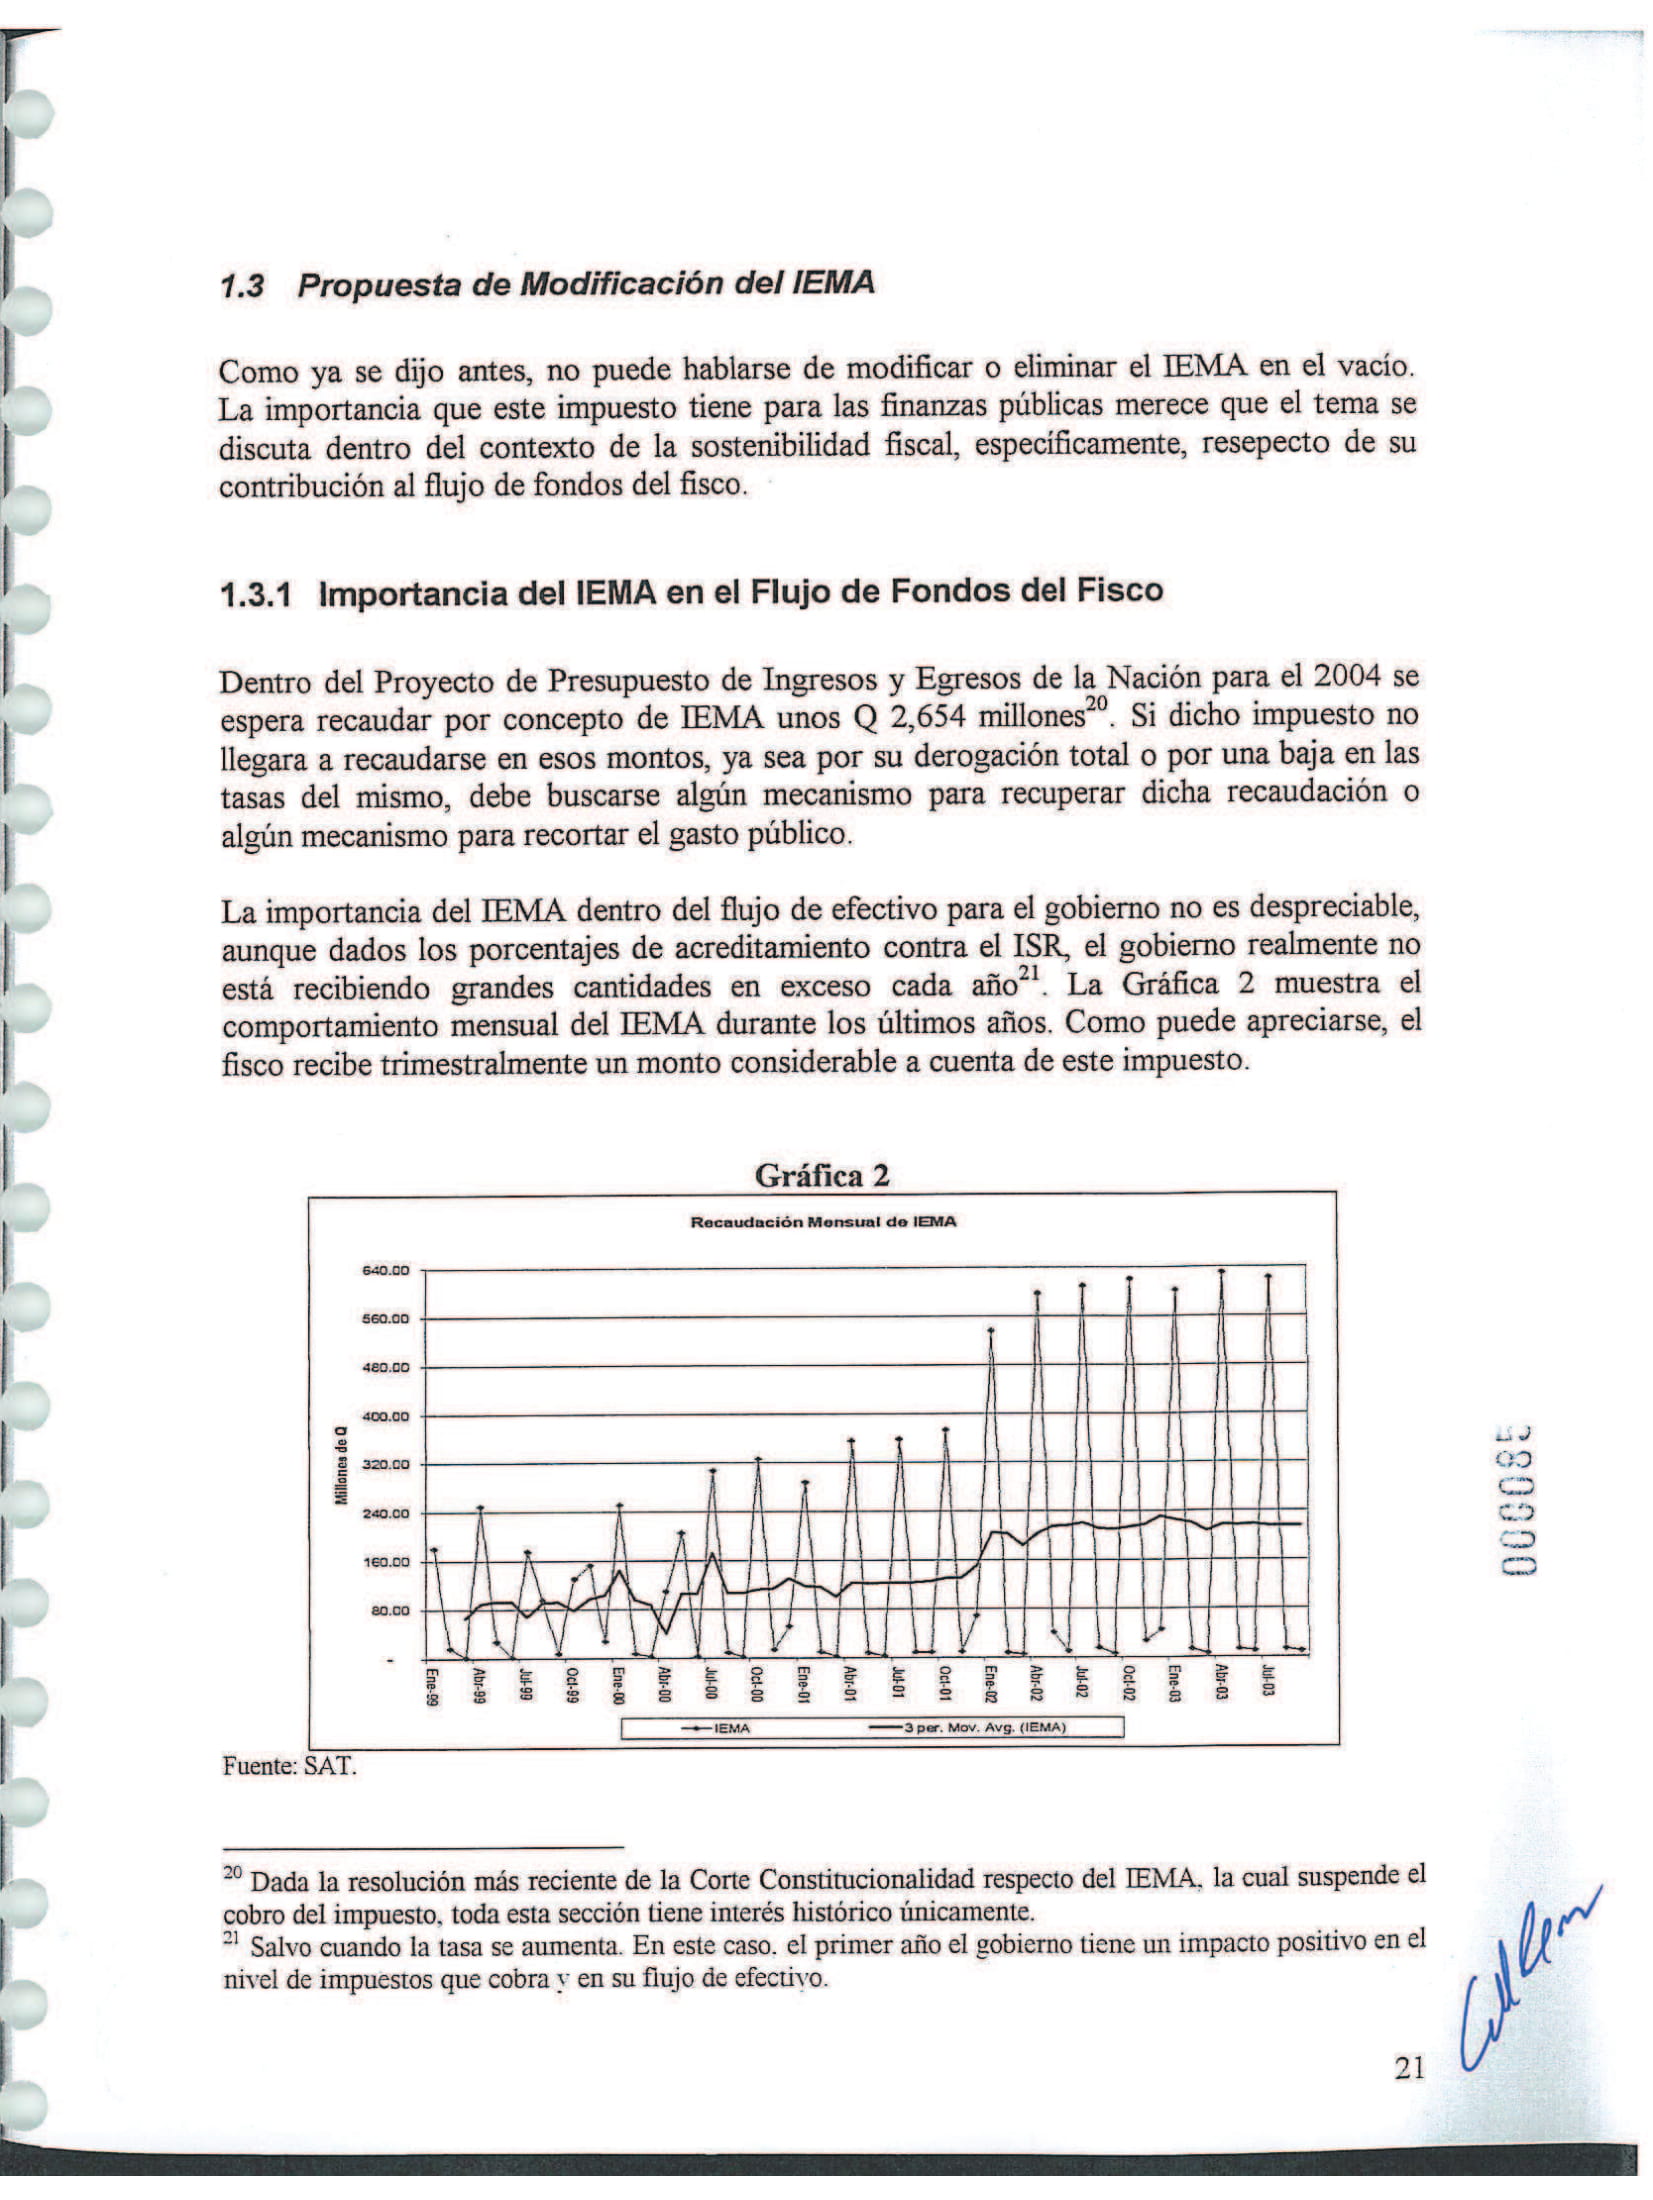 1.3 Propuesta de Modificación del IEMA
Como ya se dijo antes, no puede hablarse de modificar o eliminar el IEMA en el vacío.
La importancia que este impuesto tiene para las finanzas públicas merece que el tema se
discuta dentro del contexto de la sostenibilidad fiscal, específicamente, resepecto de su
contribución al flujo de fondos del fisco.
1.3.1 Importancia del IEMA en el Flujo de Fondos del Fisco
Dentro del Proyecto de Presupuesto de Ingresos y Egresos de la Nación para el 2004 se
espera recaudar por concepto de IEMA unos Q 2,654 millones20. Si dicho impuesto no
llegara a recaudarse en esos montos, ya sea por su derogación total o por una baja en las
tasas del mismo, debe buscarse algún mecanismo para recuperar dicha recaudación o
algún mecanismo para recortar el gasto público.
La importancia del IEMA dentro del flujo de efectivo para el gobierno no es despreciable,
aunque dados los porcentajes de acreditamiento contra el ISR, el gobierno realmente no
está recibiendo grandes cantidades en exceso cada año21. La Gráfica 2 muestra el
comportamiento mensual del IEMA durante los últimos años. Como puede apreciarse, el
fisco recibe trimestralmente un monto considerable a cuenta de este impuesto.
Gráfica 2
Recaudación Mensual de IEMA
Millones de Q
640.00
560.00
480.00
400.00
320.00
240.00
160.00
80.00
-
Ene-99
Abr-99
Jul-99
Oct-99
Ene-00
Abr-00
Jul-00
Oct-00
Ene-01
Abr-01
Jul-01
Oct-01
Ene-02
Abr-02
Jul-02
Oct-02
Ene-03
Abr-03
Jul-03
IEMA
3 per. Mov. Avg. (IEMA)
Fuente: SAT.
000085
20 Dada la resolución más reciente de la Corte Constitucionalidad respecto del IEMA, la cual suspende el
cobro del impuesto, toda esta sección tiene interés histórico únicamente.
21 Salvo cuando la tasa se aumenta. En este caso, el primer año el gobierno tiene un impacto positivo en el
nivel de impuestos que cobra y en su flujo de efectivo.
21